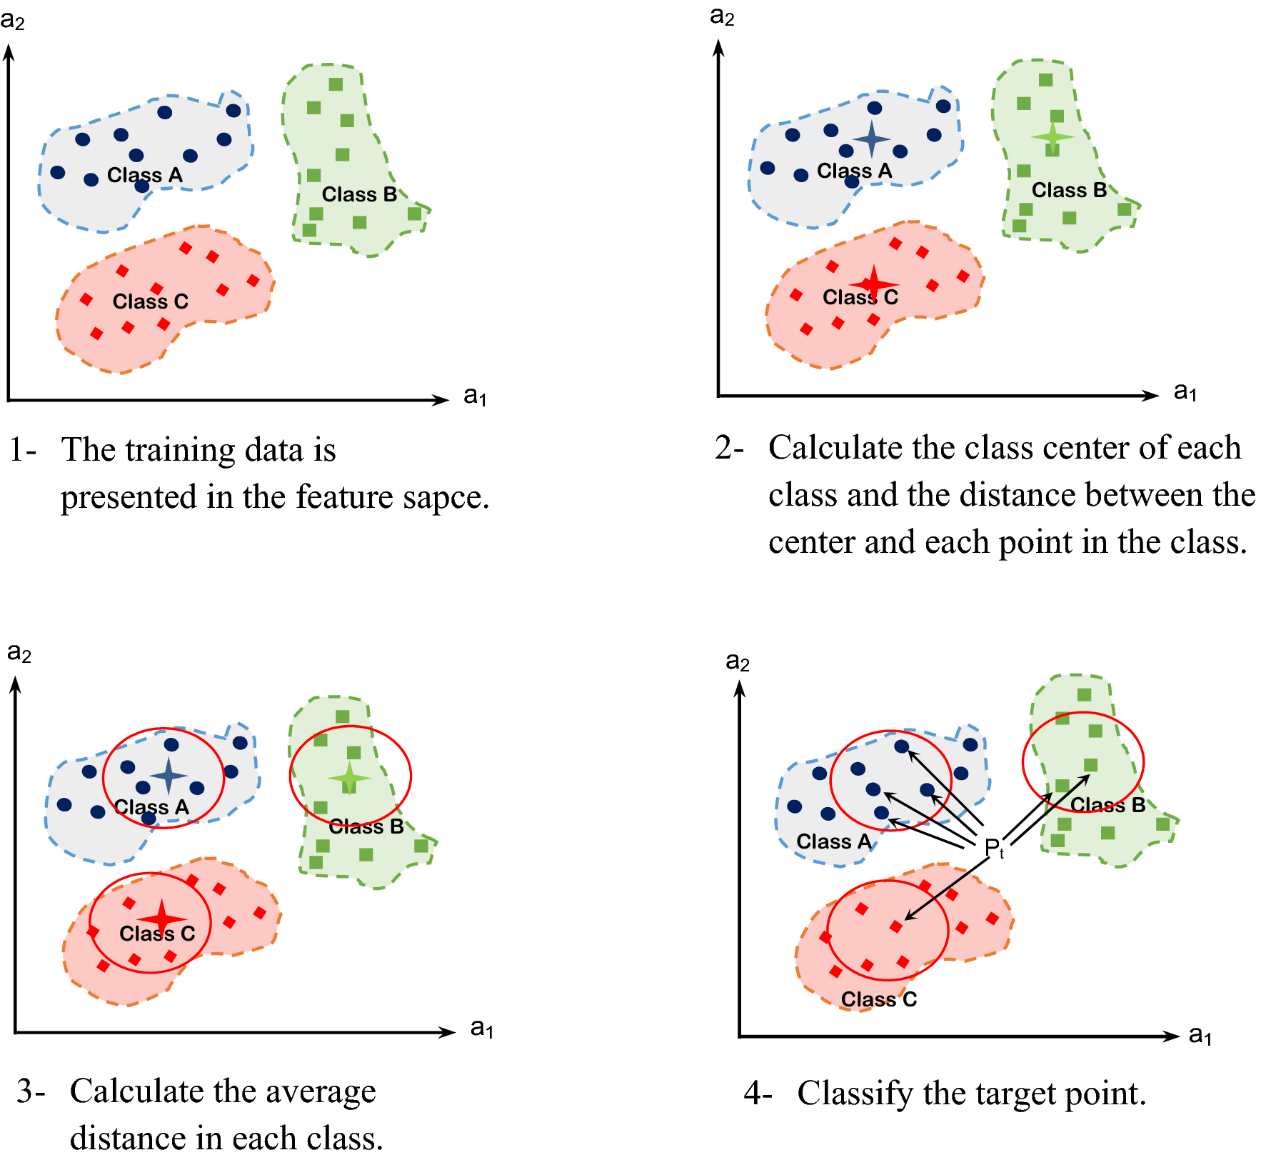 a2
Class A
Class B
Class C
a1
1- The training data is
presented in the feature sapce.
a2
Class A
Class B
Class C
a1
2- Calculate the class center of each
class and the distance between the
center and each point in the class.
a2
Class A
Class B
Class C
a1
3- Calculate the average
distance in each class.
a2
Class B
Class A
Pt
Class C
a1
4- Classify the target point.